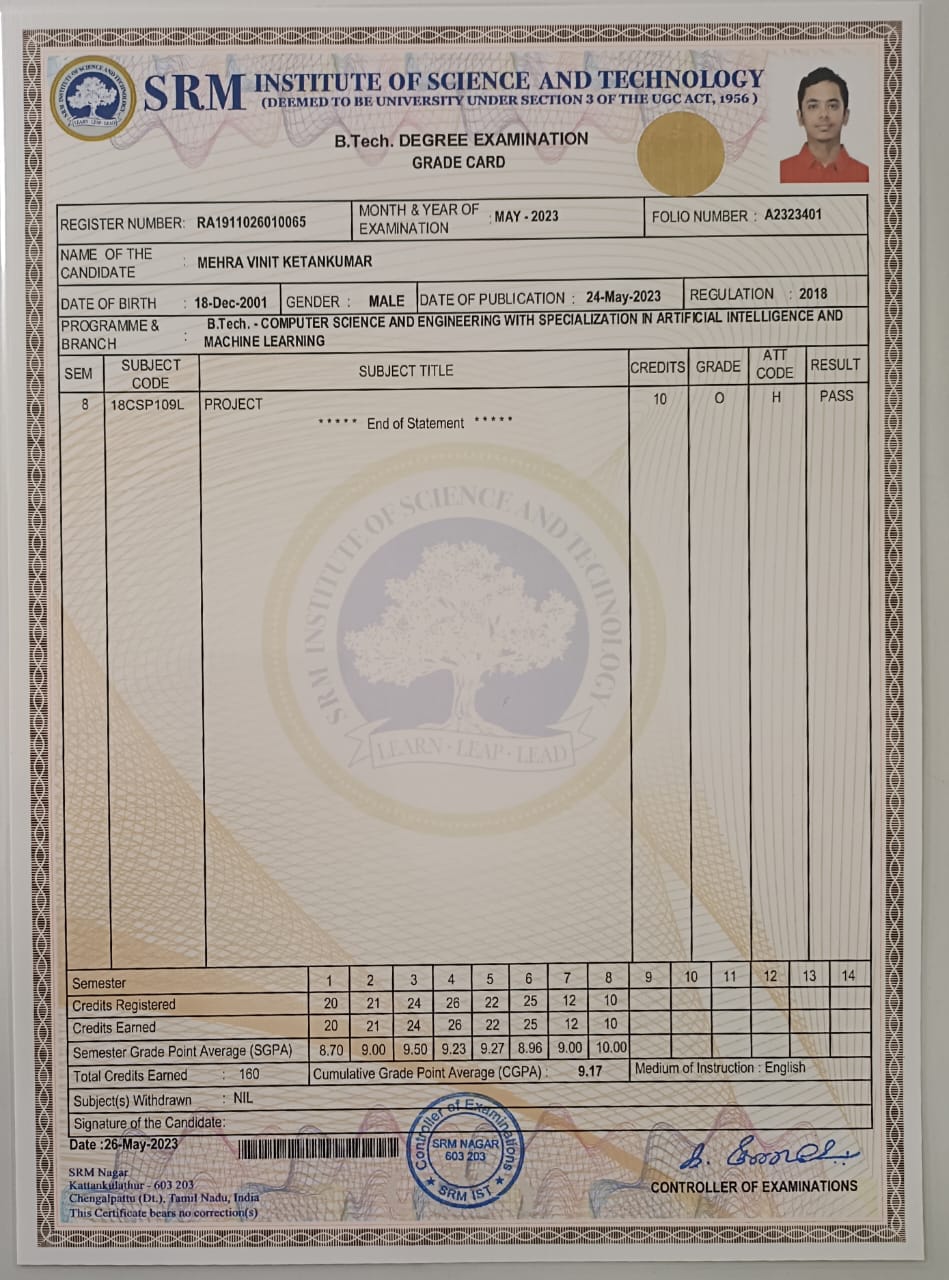 SRM INSTITUTE OF SCIENCE AND TECHNOLOGY
(DEEMED TO BE UNIVERSITY UNDER SECTION 3 OF THE UGC ACT, 1956 )
B.Tech. DEGREE EXAMINATION
GRADE CARD
REGISTER NUMBER: RA1911026010065 MONTH & YEAR OF EXAMINATION : MAY - 2023 FOLIO NUMBER : A2323401
NAME OF THE CANDIDATE : MEHRA VINIT KETANKUMAR
DATE OF BIRTH : 18-Dec-2001 GENDER : MALE DATE OF PUBLICATION : 24-May-2023 REGULATION : 2018
PROGRAMME & BRANCH : B.Tech. - COMPUTER SCIENCE AND ENGINEERING WITH SPECIALIZATION IN ARTIFICIAL INTELLIGENCE AND
MACHINE LEARNING
SEM SUBJECT CODE SUBJECT TITLE CREDITS GRADE ATT CODE RESULT
8 18CSP109L PROJECT 10 O H PASS
* * * * * End of Statement * * * * *
SRM INSTITUTE OF SCIENCE AND TECHNOLOGY
LEARN · LEAP · LEAD
Semester 1 2 3 4 5 6 7 8 9 10 11 12 13 14
Credits Registered 20 21 24 26 22 25 12 10
Credits Earned 20 21 24 26 22 25 12 10
Semester Grade Point Average (SGPA) 8.70 9.00 9.50 9.23 9.27 8.96 9.00 10.00
Total Credits Earned : 160 Cumulative Grade Point Average (CGPA) : 9.17 Medium of Instruction : English
Subject(s) Withdrawn : NIL
Signature of the Candidate:
Date :26-May-2023
Controller of Examinations
SRM NAGAR
603 203
★ SRM IST ★
SRM Nagar
Kattankulathur - 603 203
Chengalpattu (Dt.), Tamil Nadu, India
This Certificate bears no correction(s)
CONTROLLER OF EXAMINATIONS